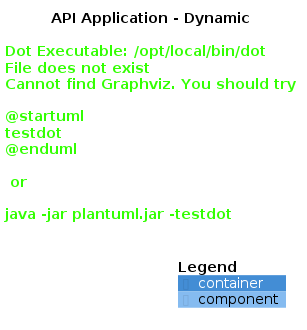 API Application - Dynamic
Dot Executable: /opt/local/bin/dot
File does not exist
Cannot find Graphviz. You should try
@startuml
testdot
@enduml
or
java -jar plantuml.jar -testdot
Legend
container
component